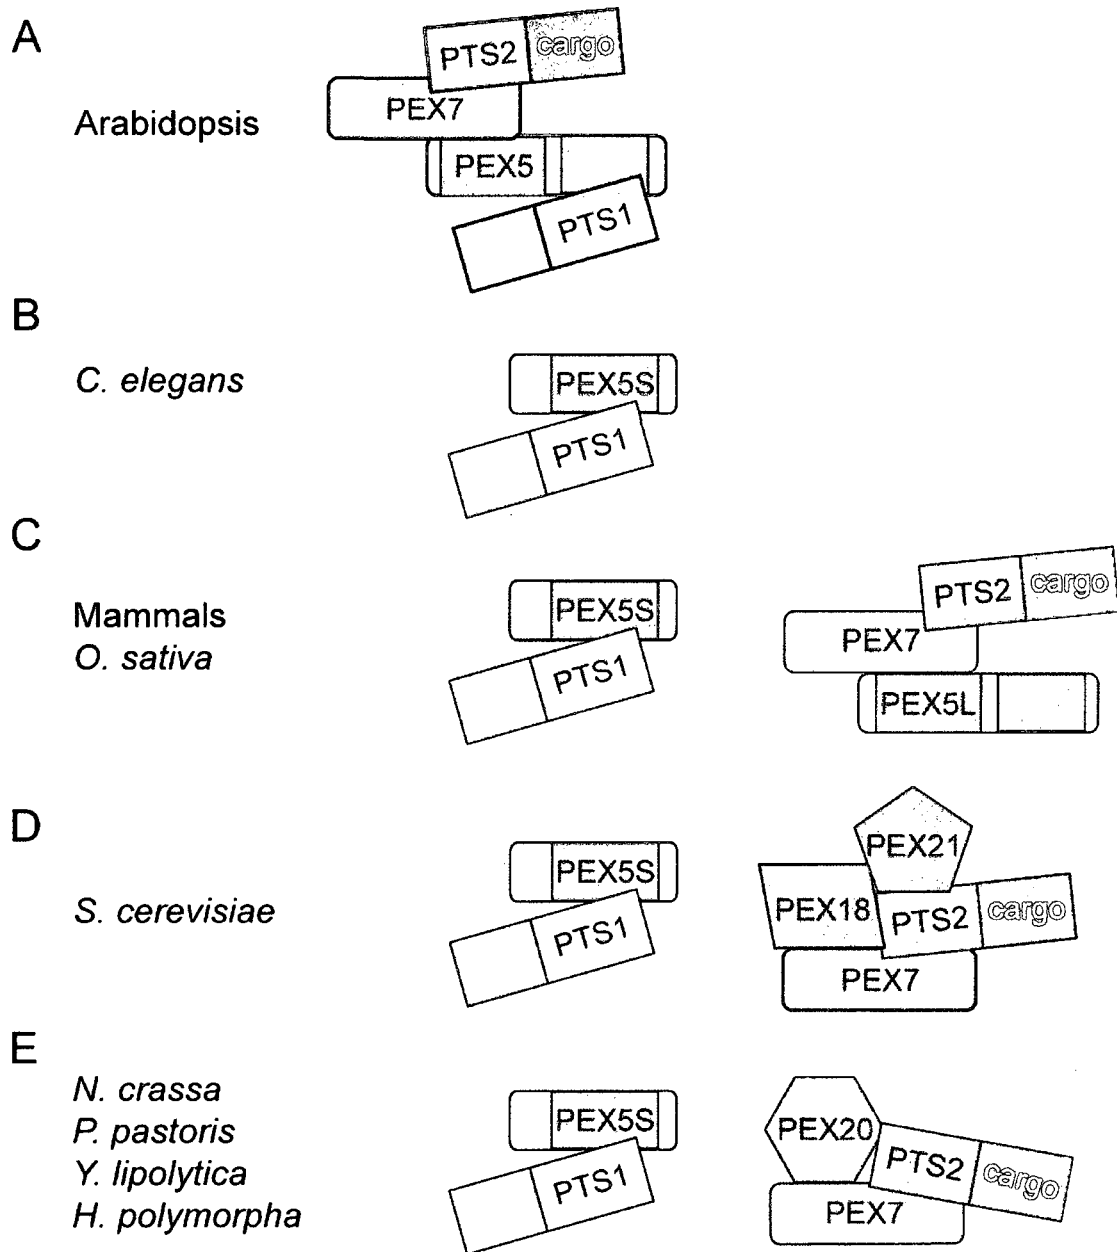 A
Arabidopsis
PTS2 cargo
PEX7
PEX5
PTS1
B
C. elegans
PEX5S
PTS1
C
Mammals
O. sativa
PEX5S
PTS1
PTS2 cargo
PEX7
PEX5L
D
S. cerevisiae
PEX5S
PTS1
PEX21
PEX18
PTS2 cargo
PEX7
E
N. crassa
P. pastoris
Y. lipolytica
H. polymorpha
PEX5S
PTS1
PEX20
PTS2 cargo
PEX7